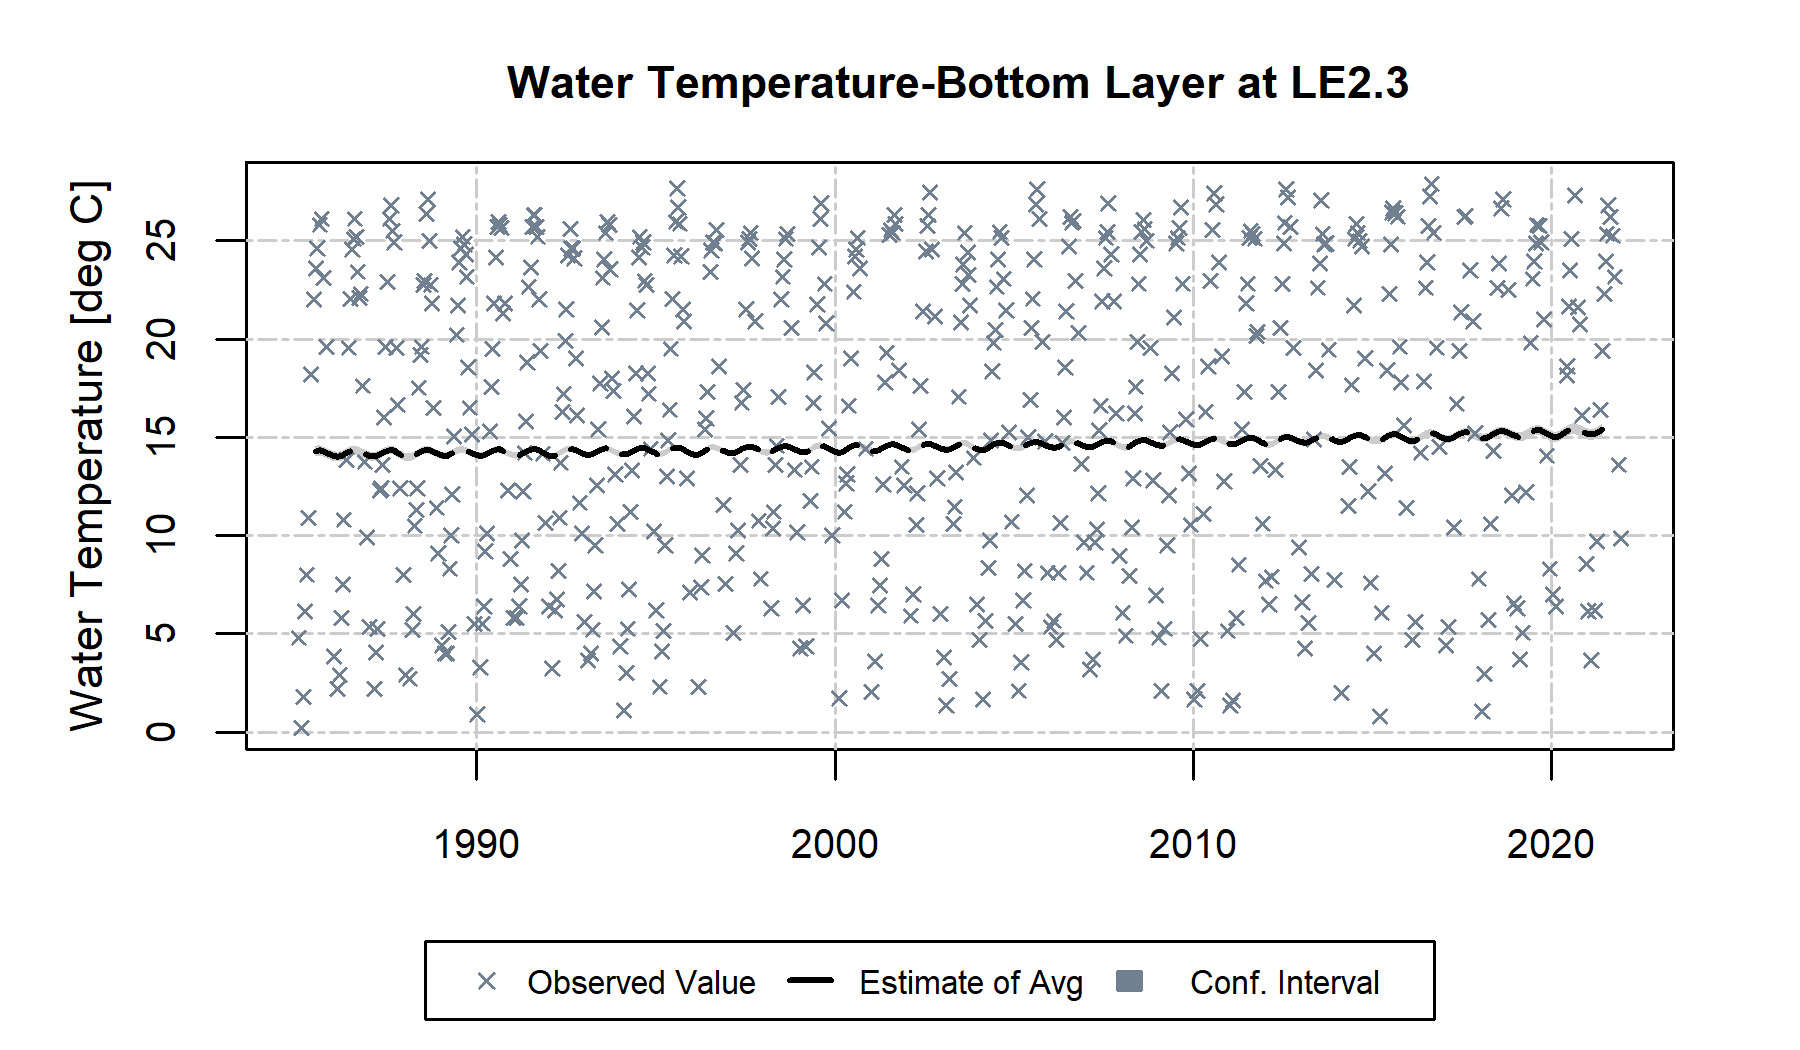 Water Temperature-Bottom Layer at LE2.3
Water Temperature [deg C]
25
20
15
10
5
0
1990 2000 2010 2020
Observed Value Estimate of Avg Conf. Interval